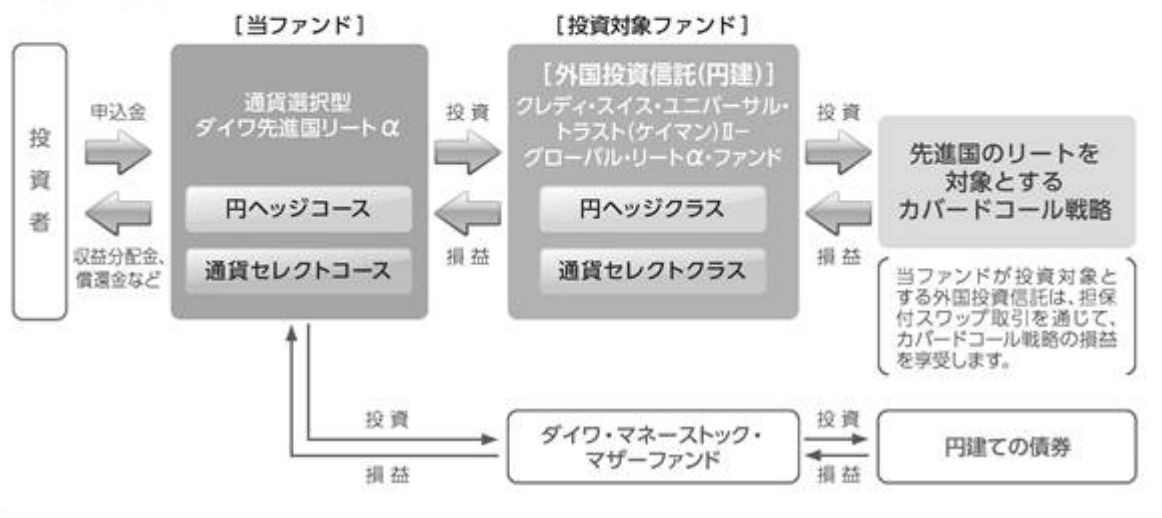 [当ファンド]
[投資対象ファンド]
投資者
申込金
収益分配金、
償還金など
通貨選択型
ダイワ先進国リートα
円ヘッジコース
通貨セレクトコース
投資
損益
[外国投資信託(円建)]
クレディ・スイス・ユニバーサル・
トラスト(ケイマン)Ⅱ−
グローバル・リートα・ファンド
円ヘッジクラス
通貨セレクトクラス
投資
損益
先進国のリートを
対象とする
カバードコール戦略
当ファンドが投資対象と
する外国投資信託は、担保
付スワップ取引を通じて、
カバードコール戦略の損益
を享受します。
投資
損益
ダイワ・マネーストック・
マザーファンド
投資
損益
円建ての債券